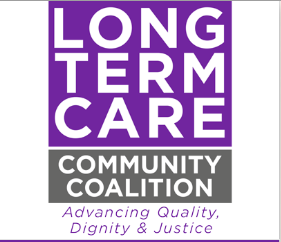 LONG
TERM
CARE
COMMUNITY
COALITION
Advancing Quality,
Dignity & Justice